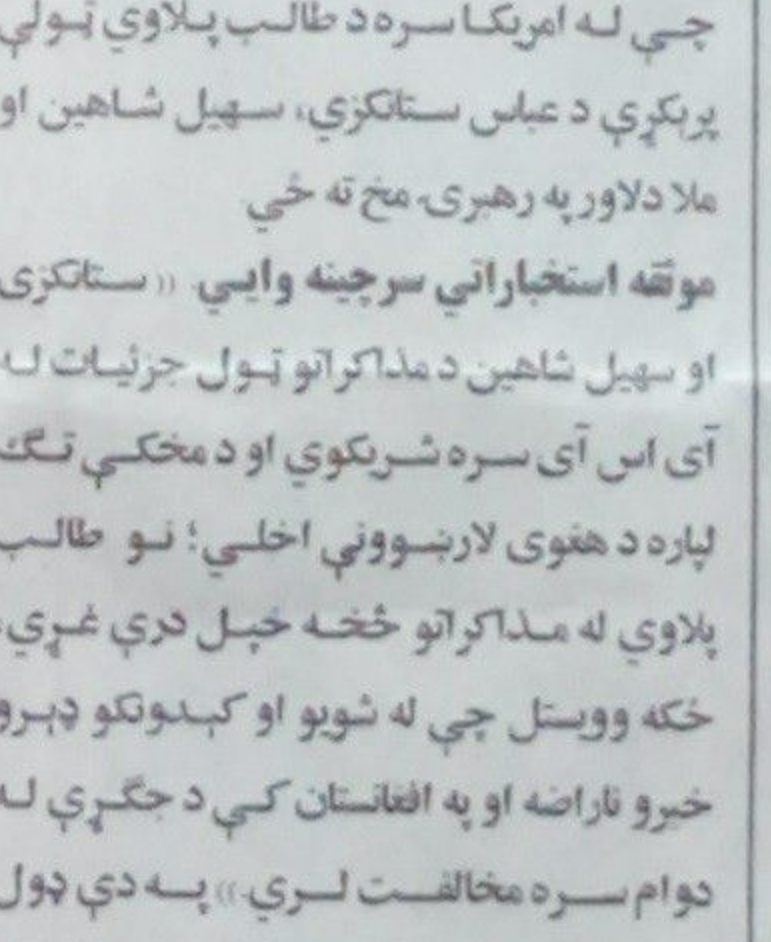 چې له امریکا سره د طالب پلاوي ټولې
پرېکړې د عباس ستانکزي، سهیل شاهین او
ملا دلاور په رهبرۍ مخ ته ځي
موثقه استخباراتي سرچینه وایي «ستانکزی
او سهیل شاهین د مذاکراتو ټول جزئیات له
آی اس آی سره شریکوي او د مخکې تګ
لپاره د هغوی لارښوونې اخلي؛ نو طالب
پلاوي له مذاکراتو څخه خپل درې غړي،
ځکه وویستل چې له شویو او کېدونکو ډېرو
خبرو ناراضه او په افغانستان کې د جګړې له
دوام سره مخالفت لري» په دې ډول